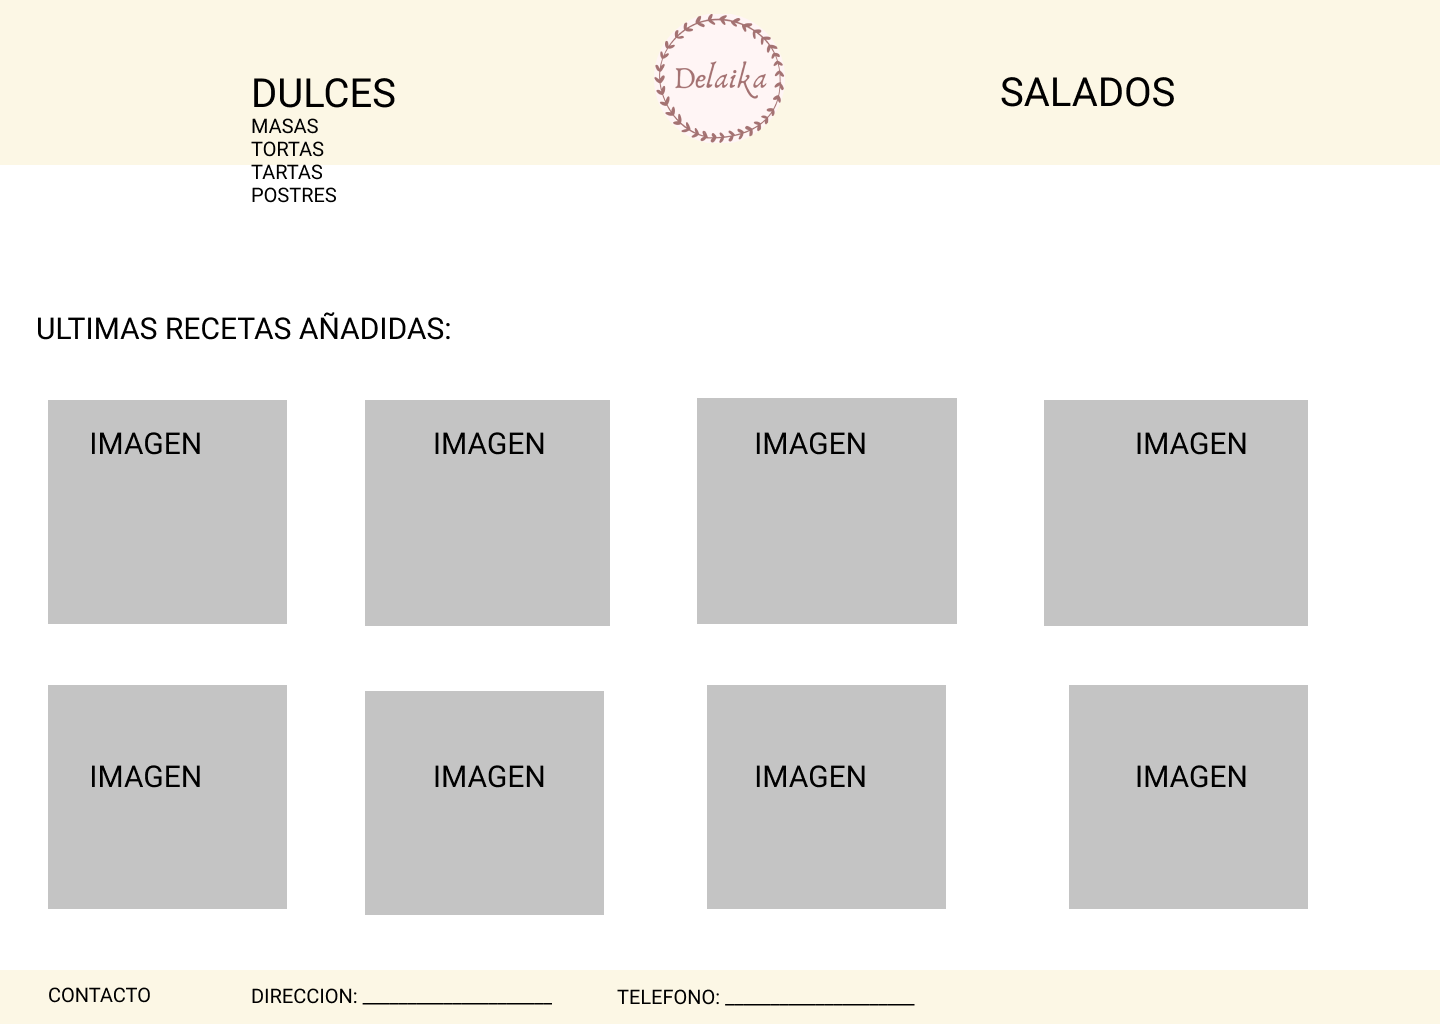 DULCES
MASAS
TORTAS
TARTAS
POSTRES
Delaika
SALADOS
ULTIMAS RECETAS AÑADIDAS:
IMAGEN
IMAGEN
IMAGEN
IMAGEN
IMAGEN
IMAGEN
IMAGEN
IMAGEN
CONTACTO
DIRECCION: ___________________
TELEFONO: ___________________